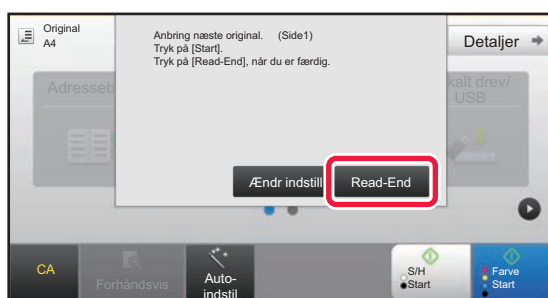 Original
A4
Anbring næste original. (Side1)
Tryk på [Start].
Tryk på [Read-End], når du er færdig.
Detaljer
Adresseb
kalt drev/
USB
Ændr indstill
Read-End
CA
Forhåndsvis
Auto-
indstil
S/H
Start
Farve
Start